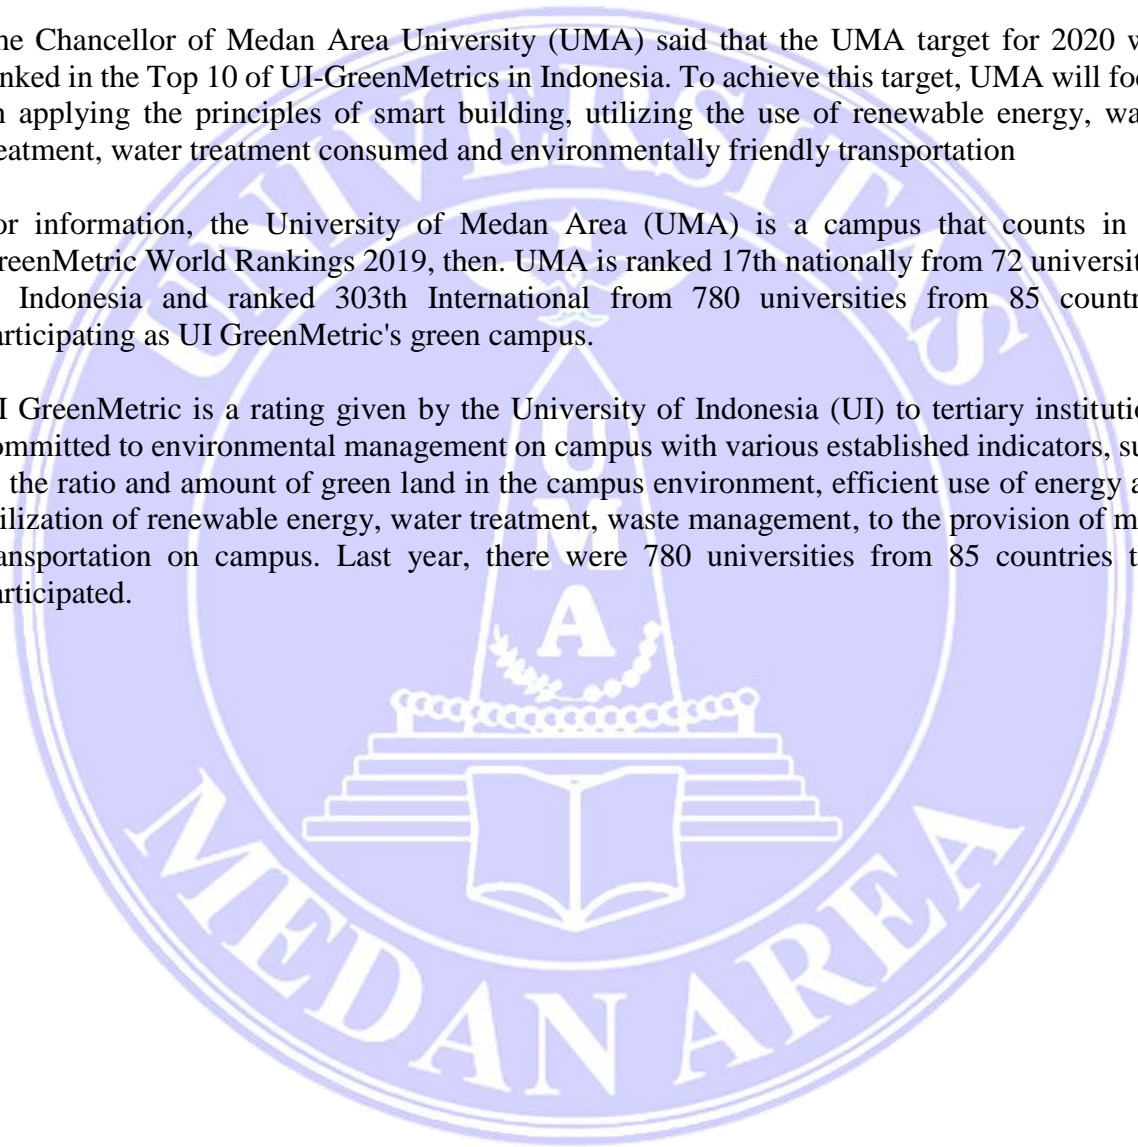 he Chancellor of Medan Area University (UMA) said that the UMA target for 2020 w
nked in the Top 10 of UI-GreenMetrics in Indonesia. To achieve this target, UMA will foc
n applying the principles of smart building, utilizing the use of renewable energy, wa
eatment, water treatment consumed and environmentally friendly transportation
or information, the University of Medan Area (UMA) is a campus that counts in
reenMetric World Rankings 2019, then. UMA is ranked 17th nationally from 72 universit
Indonesia and ranked 303th International from 780 universities from 85 countr
articipating as UI GreenMetric's green campus.
I GreenMetric is a rating given by the University of Indonesia (UI) to tertiary institutio
ommitted to environmental management on campus with various established indicators, su
the ratio and amount of green land in the campus environment, efficient use of energy a
ilization of renewable energy, water treatment, waste management, to the provision of m
ansportation on campus. Last year, there were 780 universities from 85 countries t
articipated.
UNIVERSITAS
UMA
MEDAN AREA